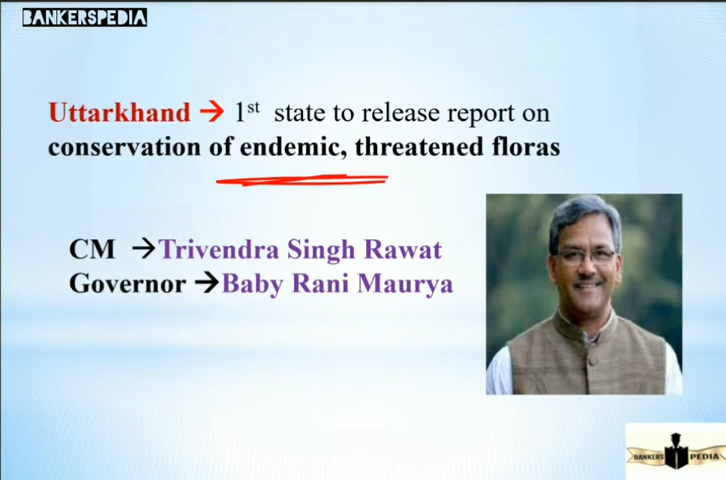 BANKERSPEDIA
Uttarkhand → 1st state to release report on
conservation of endemic, threatened floras
CM →Trivendra Singh Rawat
Governor →Baby Rani Maurya
BANKERS PEDIA